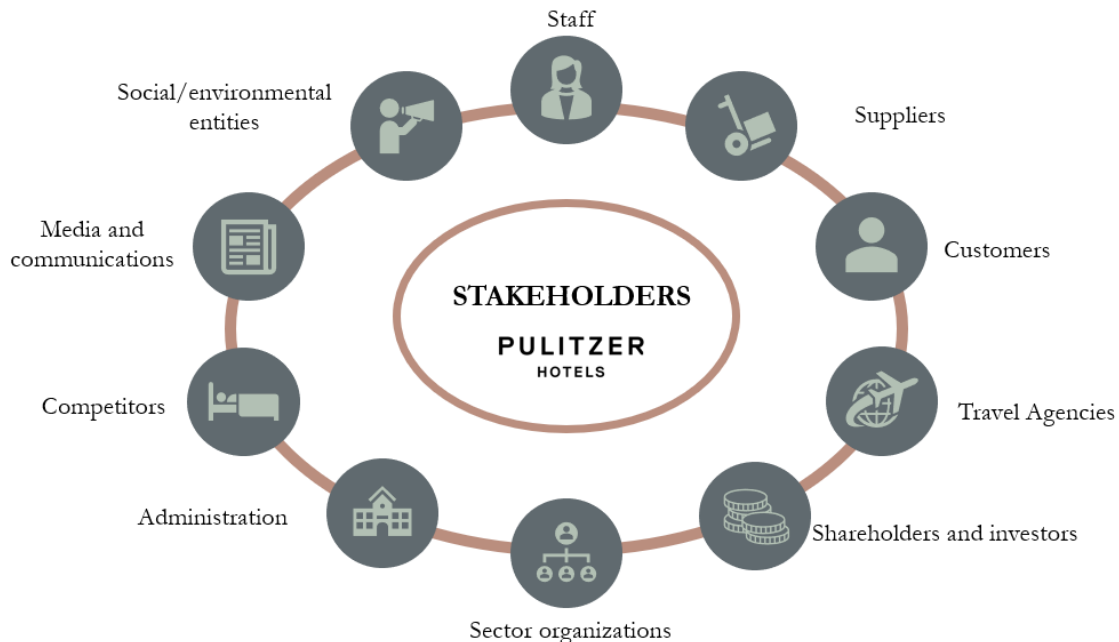 Staff
Social/environmental
entities
Suppliers
Media and
communications
Customers
STAKEHOLDERS
PULITZER
HOTELS
Competitors
Travel Agencies
Administration
Shareholders and investors
Sector organizations